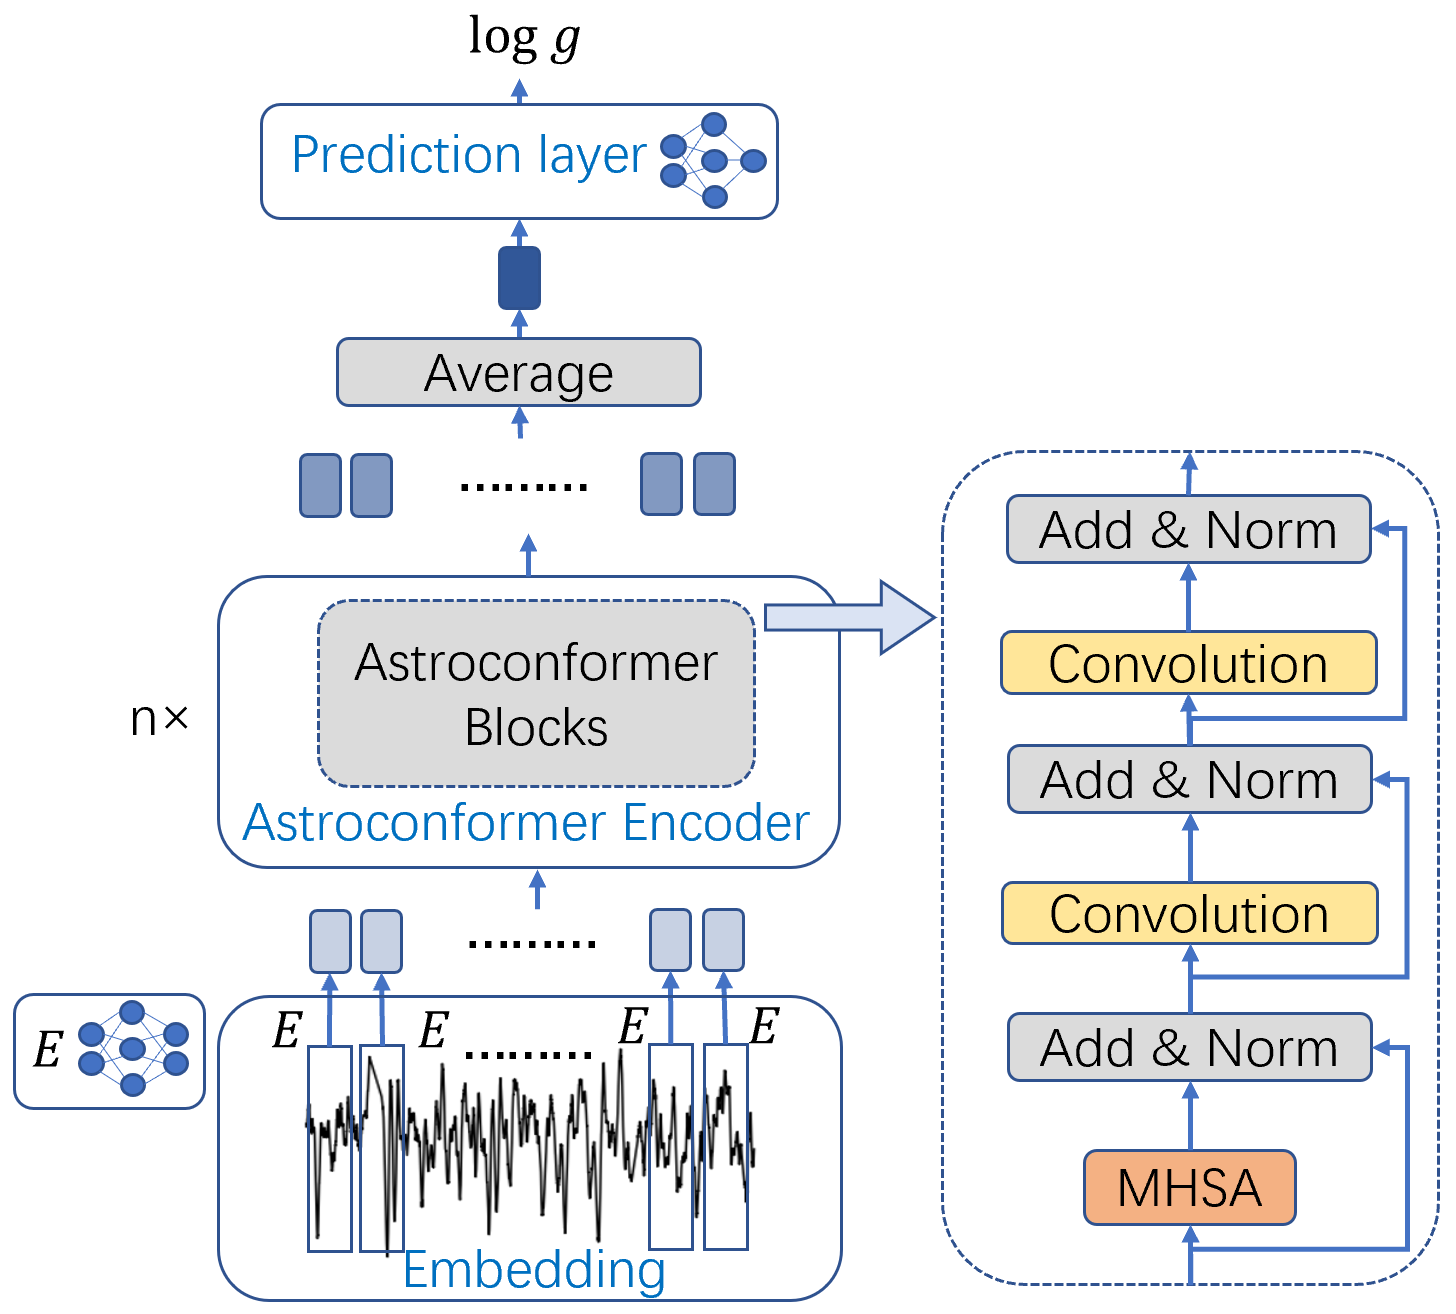 log g
Prediction layer
Average
.........
n×
Astroconformer
Blocks
Astroconformer Encoder
.........
E
E
E
E
E
.........
Embedding
Add & Norm
Convolution
Add & Norm
Convolution
Add & Norm
MHSA